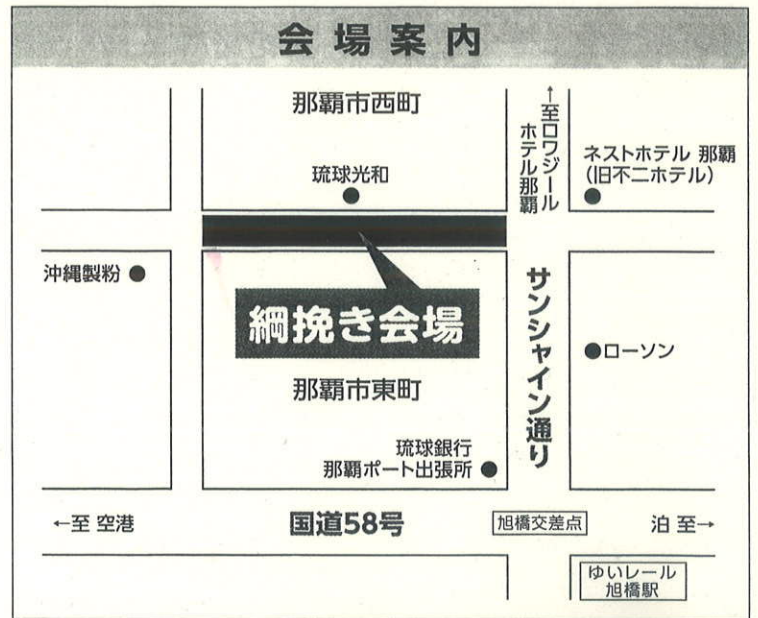 会場案内
那覇市西町
↑至ロワジール
ホテル那覇
ネストホテル 那覇
(旧不二ホテル)
琉球光和
沖縄製粉
綱挽き会場
サンシャイン通り
ローソン
那覇市東町
琉球銀行
那覇ポート出張所
←至 空港
国道58号
旭橋交差点
泊 至→
ゆいレール
旭橋駅